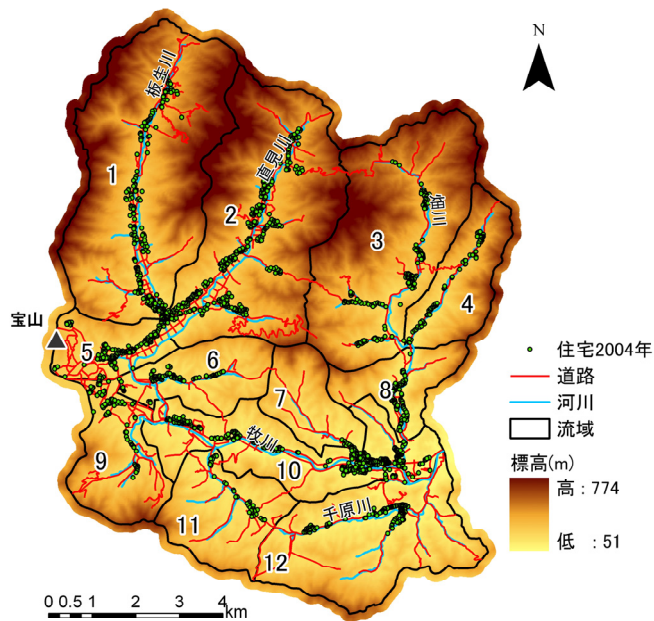 N
板生川
直見川
1
2
畑川
3
4
宝山
5
6
7
8
牧川
9
10
千原川
11
12
住宅2004年
道路
河川
流域
標高(m)
高 : 774
低 : 51
0 0.5 1 2 3 4
km